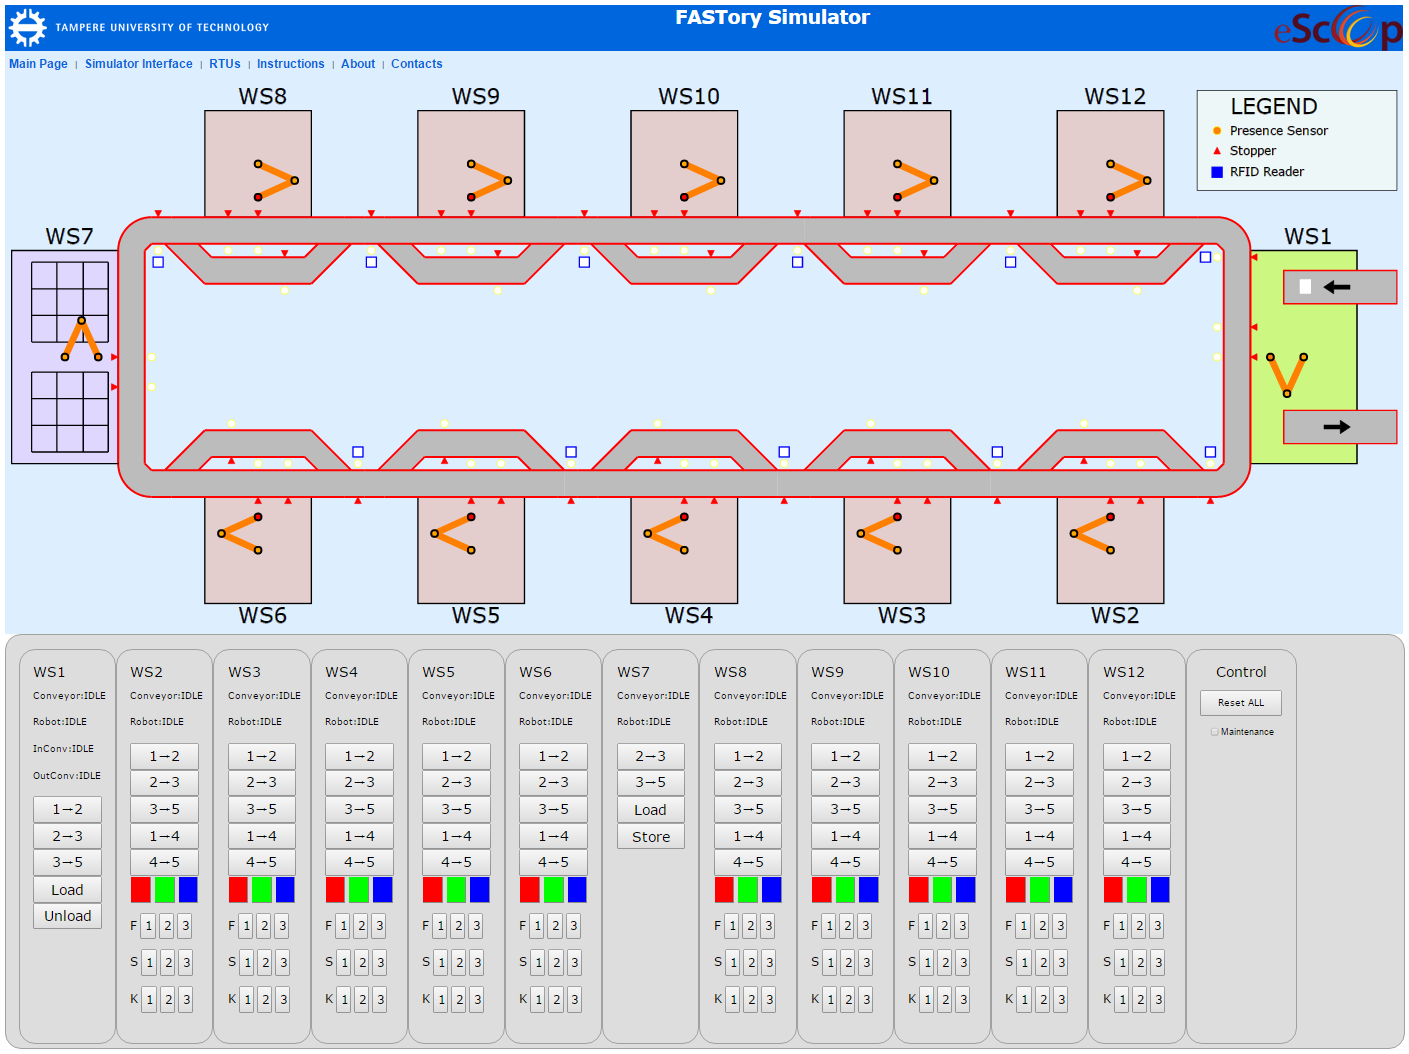 TAMPERE UNIVERSITY OF TECHNOLOGY
FASTory Simulator
eScop
Main Page | Simulator Interface | RTUs | Instructions | About | Contacts
WS8 WS9 WS10 WS11 WS12
LEGEND
Presence Sensor
Stopper
RFID Reader
WS7 WS1
WS6 WS5 WS4 WS3 WS2
WS1 WS2 WS3 WS4 WS5 WS6 WS7 WS8 WS9 WS10 WS11 WS12 Control
Conveyor:IDLE Conveyor:IDLE Conveyor:IDLE Conveyor:IDLE Conveyor:IDLE Conveyor:IDLE Conveyor:IDLE Conveyor:IDLE Conveyor:IDLE Conveyor:IDLE Conveyor:IDLE Conveyor:IDLE Reset ALL
Robot:IDLE Robot:IDLE Robot:IDLE Robot:IDLE Robot:IDLE Robot:IDLE Robot:IDLE Robot:IDLE Robot:IDLE Robot:IDLE Robot:IDLE Robot:IDLE Maintenance
InConv:IDLE 1→2 1→2 1→2 1→2 1→2 2→3 1→2 1→2 1→2 1→2 1→2
OutConv:IDLE 2→3 2→3 2→3 2→3 2→3 3→5 2→3 2→3 2→3 2→3 2→3
1→2 3→5 3→5 3→5 3→5 3→5 Load 3→5 3→5 3→5 3→5 3→5
2→3 1→4 1→4 1→4 1→4 1→4 Store 1→4 1→4 1→4 1→4 1→4
3→5 4→5 4→5 4→5 4→5 4→5 4→5 4→5 4→5 4→5 4→5
Load
Unload
F 1 2 3 F 1 2 3 F 1 2 3 F 1 2 3 F 1 2 3 F 1 2 3 F 1 2 3 F 1 2 3 F 1 2 3 F 1 2 3
S 1 2 3 S 1 2 3 S 1 2 3 S 1 2 3 S 1 2 3 S 1 2 3 S 1 2 3 S 1 2 3 S 1 2 3 S 1 2 3
K 1 2 3 K 1 2 3 K 1 2 3 K 1 2 3 K 1 2 3 K 1 2 3 K 1 2 3 K 1 2 3 K 1 2 3 K 1 2 3